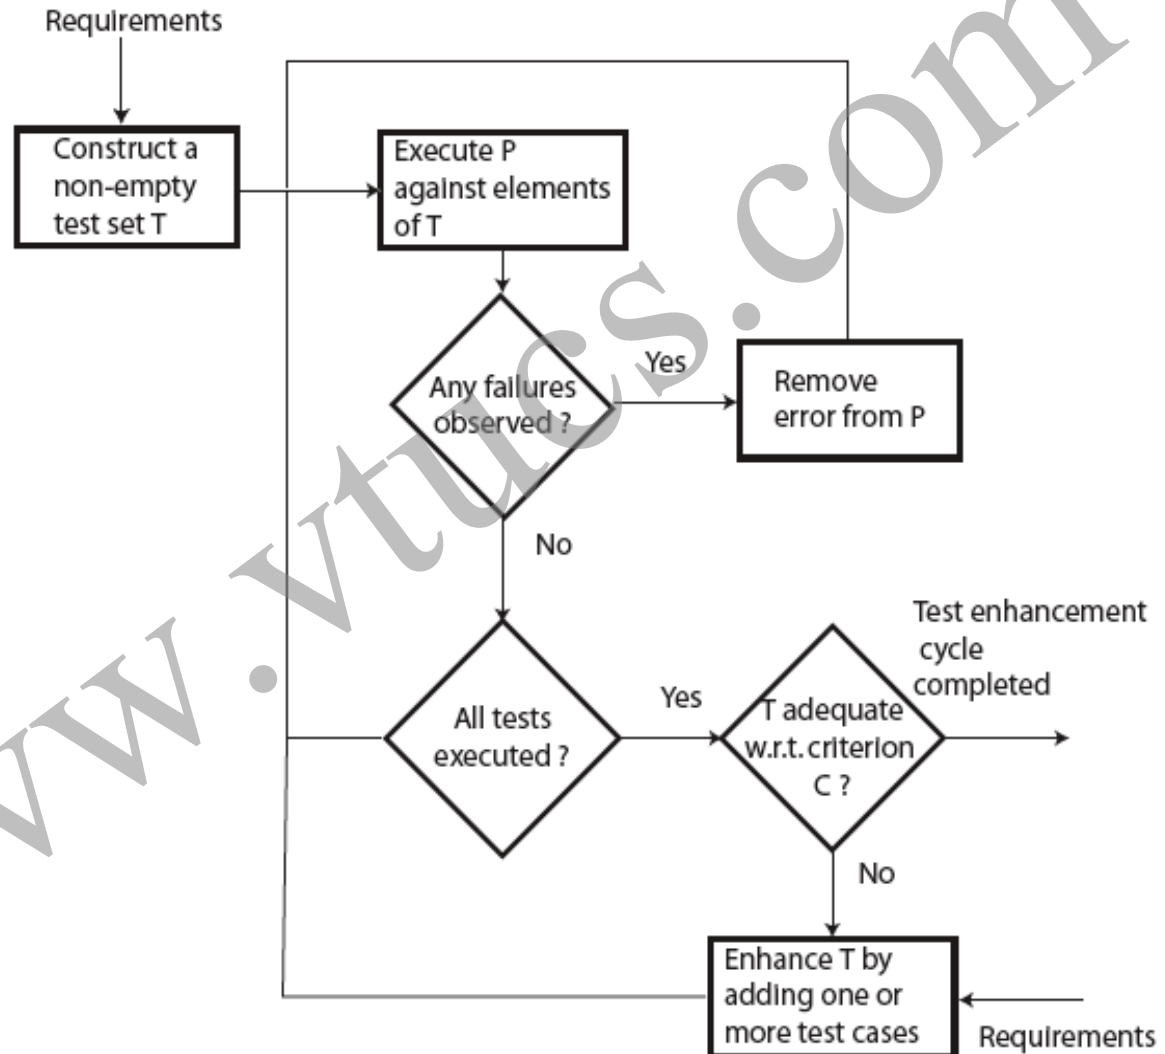 Requirements
Construct a
non-empty
test set T
Execute P
against elements
of T
Any failures
observed ?
Yes
Remove
error from P
No
All tests
executed ?
Yes
T adequate
w.r.t. criterion
C ?
Test enhancement
cycle
completed
No
Enhance T by
adding one or
more test cases
Requirements
www.vtucs.com